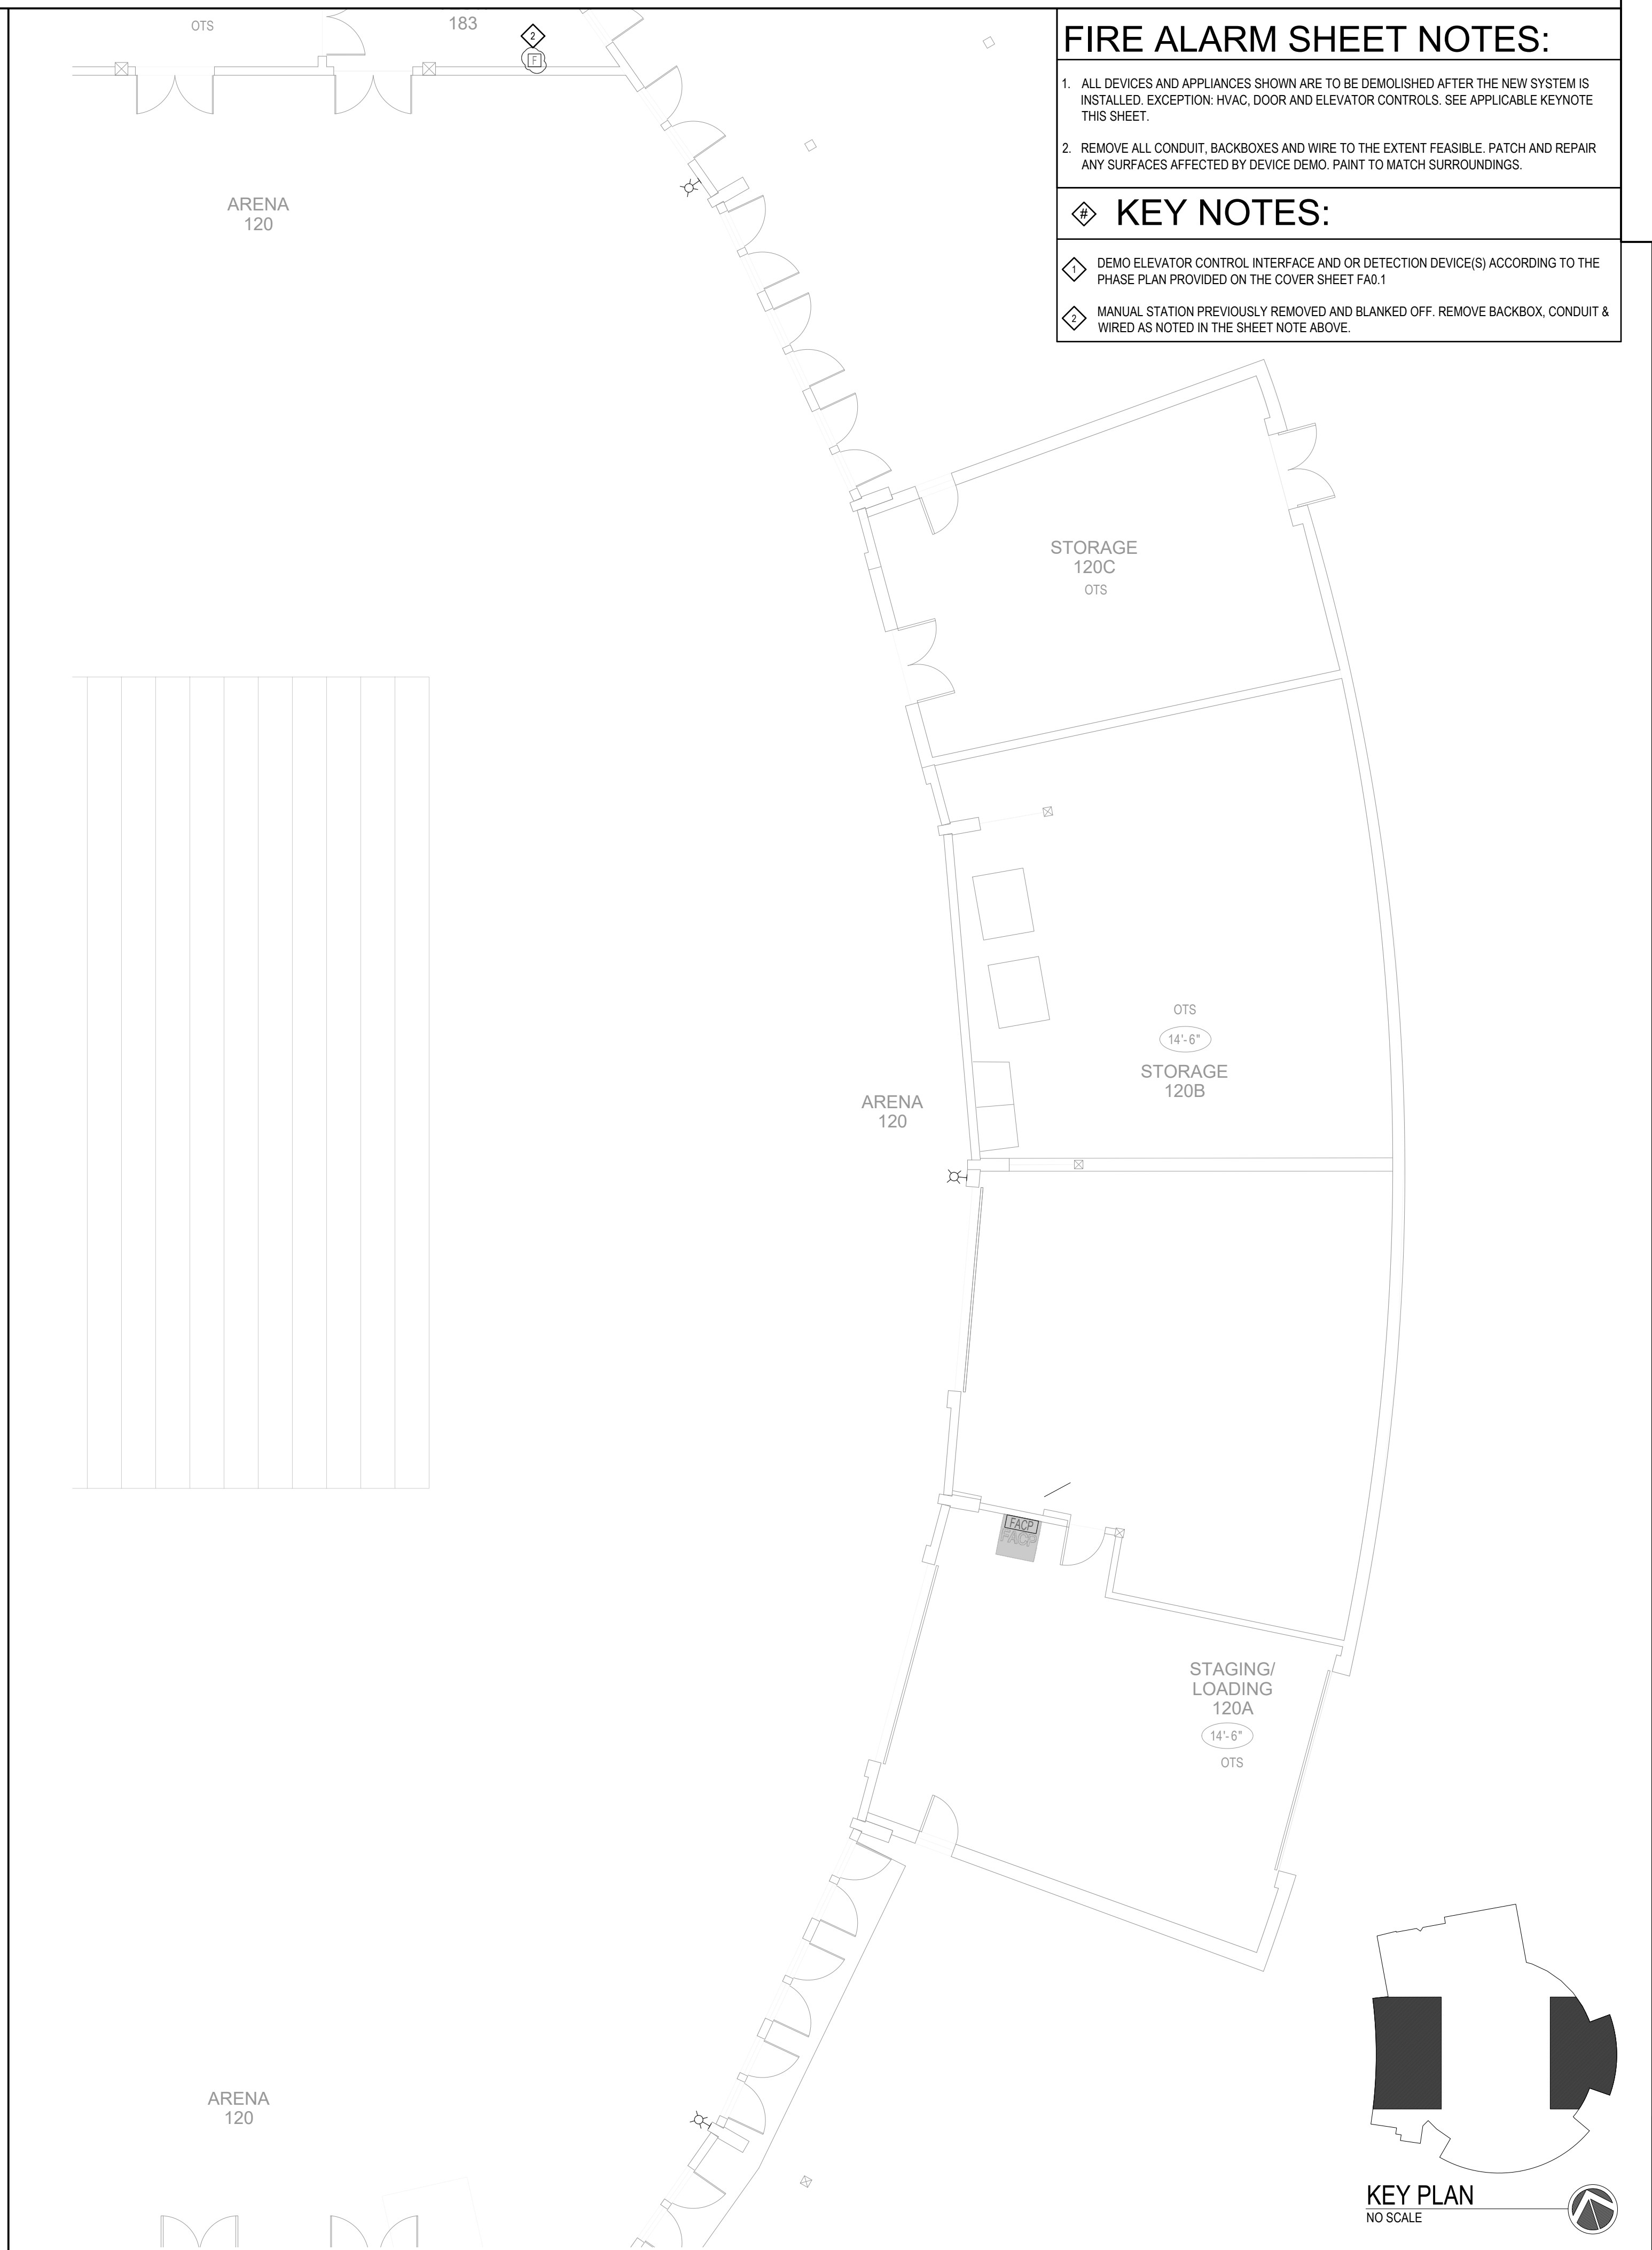 OTS
183
2
F
ARENA
120
FIRE ALARM SHEET NOTES:
1. ALL DEVICES AND APPLIANCES SHOWN ARE TO BE DEMOLISHED AFTER THE NEW SYSTEM IS
INSTALLED. EXCEPTION: HVAC, DOOR AND ELEVATOR CONTROLS. SEE APPLICABLE KEYNOTE
THIS SHEET.
2. REMOVE ALL CONDUIT, BACKBOXES AND WIRE TO THE EXTENT FEASIBLE. PATCH AND REPAIR
ANY SURFACES AFFECTED BY DEVICE DEMO. PAINT TO MATCH SURROUNDINGS.
# KEY NOTES:
1 DEMO ELEVATOR CONTROL INTERFACE AND OR DETECTION DEVICE(S) ACCORDING TO THE
PHASE PLAN PROVIDED ON THE COVER SHEET FA0.1
2 MANUAL STATION PREVIOUSLY REMOVED AND BLANKED OFF. REMOVE BACKBOX, CONDUIT &
WIRED AS NOTED IN THE SHEET NOTE ABOVE.
STORAGE
120C
OTS
OTS
14'-6"
STORAGE
120B
ARENA
120
FACP
FACP
STAGING/
LOADING
120A
14'-6"
OTS
ARENA
120
KEY PLAN
NO SCALE